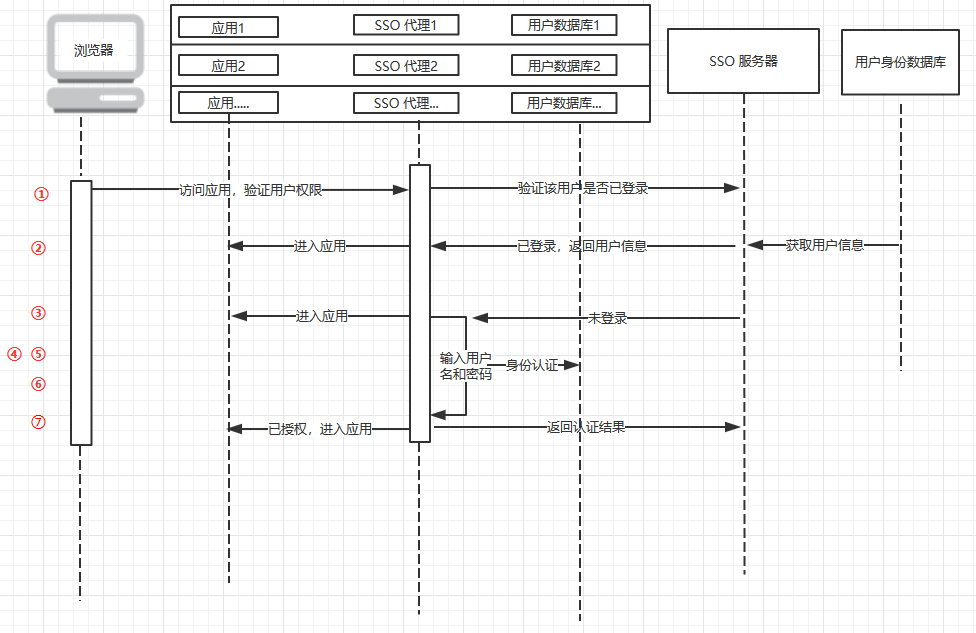 浏览器
应用1
SSO 代理1
用户数据库1
应用2
SSO 代理2
用户数据库2
应用.....
SSO 代理...
用户数据库...
SSO 服务器
用户身份数据库
①
访问应用，验证用户权限
验证该用户是否已登录
②
进入应用
已登录，返回用户信息
获取用户信息
③
进入应用
未登录
④ ⑤
输入用户
名和密码
身份认证
⑥
⑦
已授权，进入应用
返回认证结果